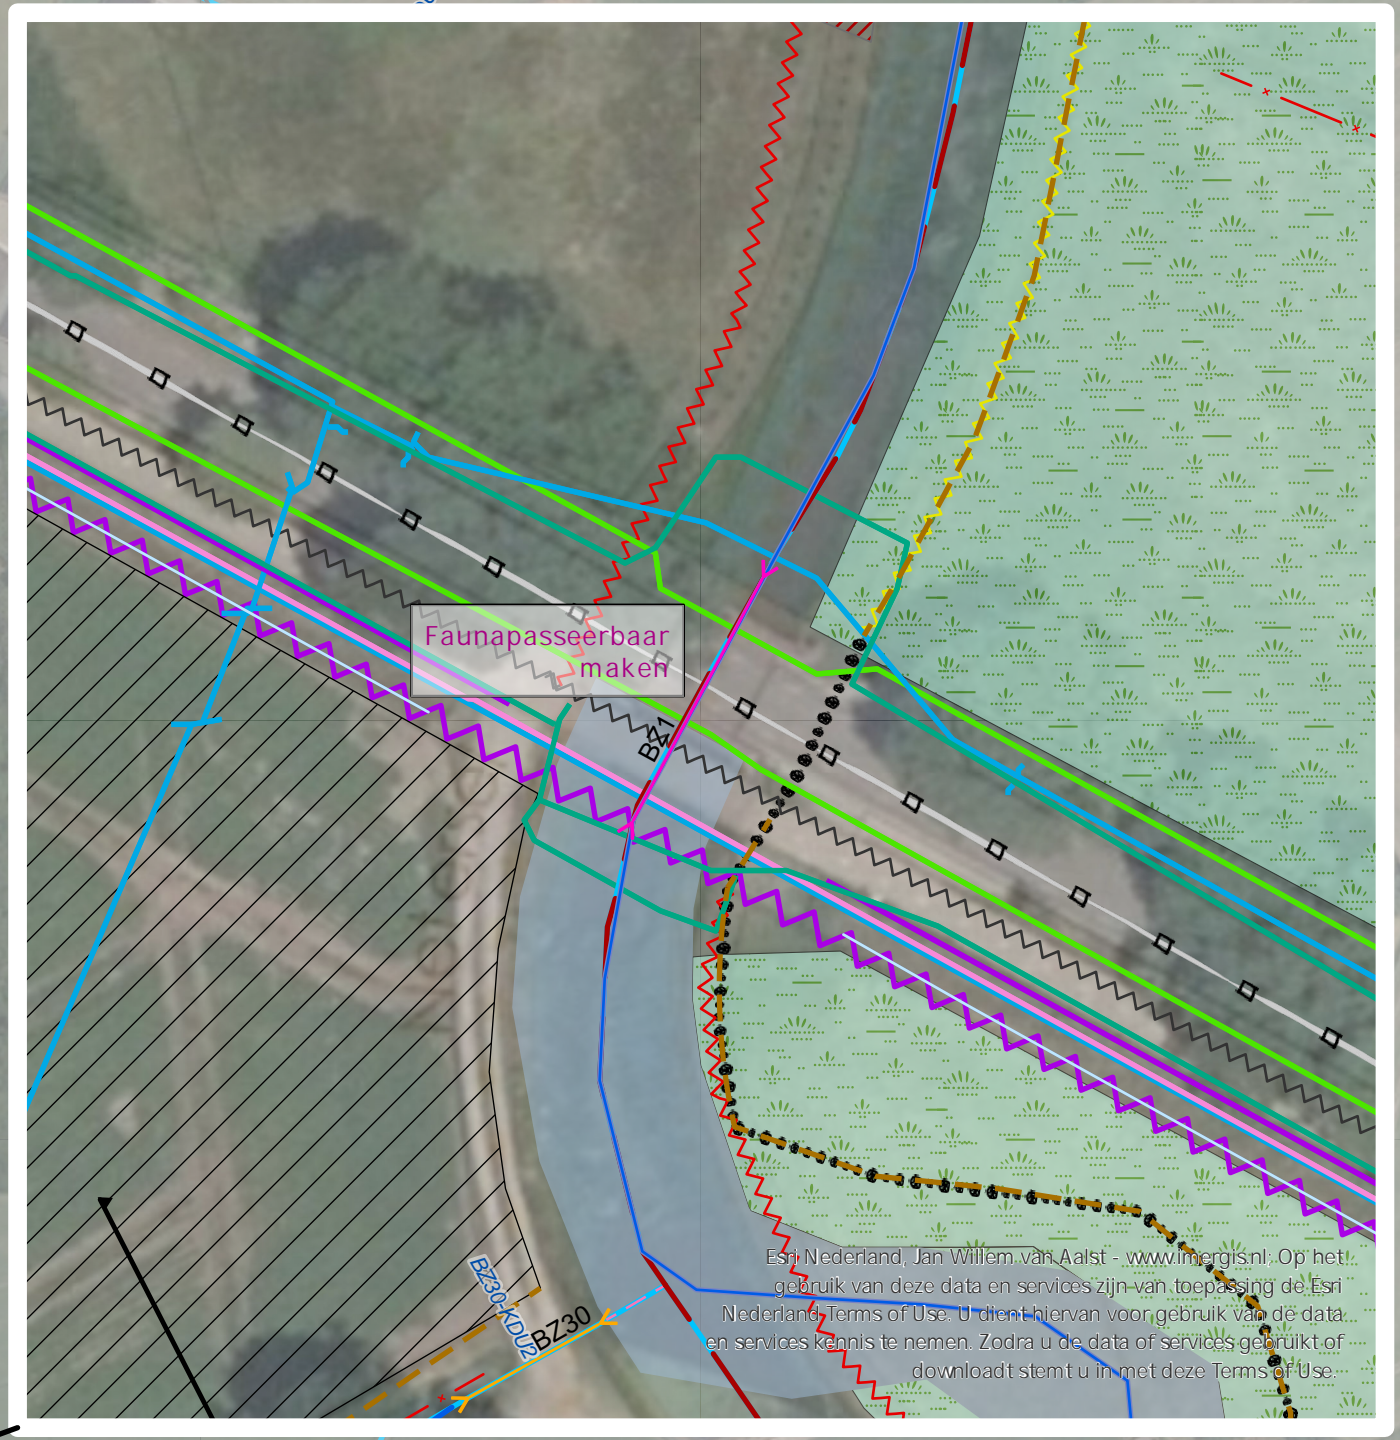 Faunapasseerbaar
maken
BZ1
BZ30-KDU2
BZ30
Esri Nederland, Jan Willem van Aalst - www.imergis.nl; Op het
gebruik van deze data en services zijn van toepassing de Esri
Nederland Terms of Use. U dient hiervan voor gebruik van de data
en services kennis te nemen. Zodra u de data of services gebruikt of
downloadt stemt u in met deze Terms of Use.